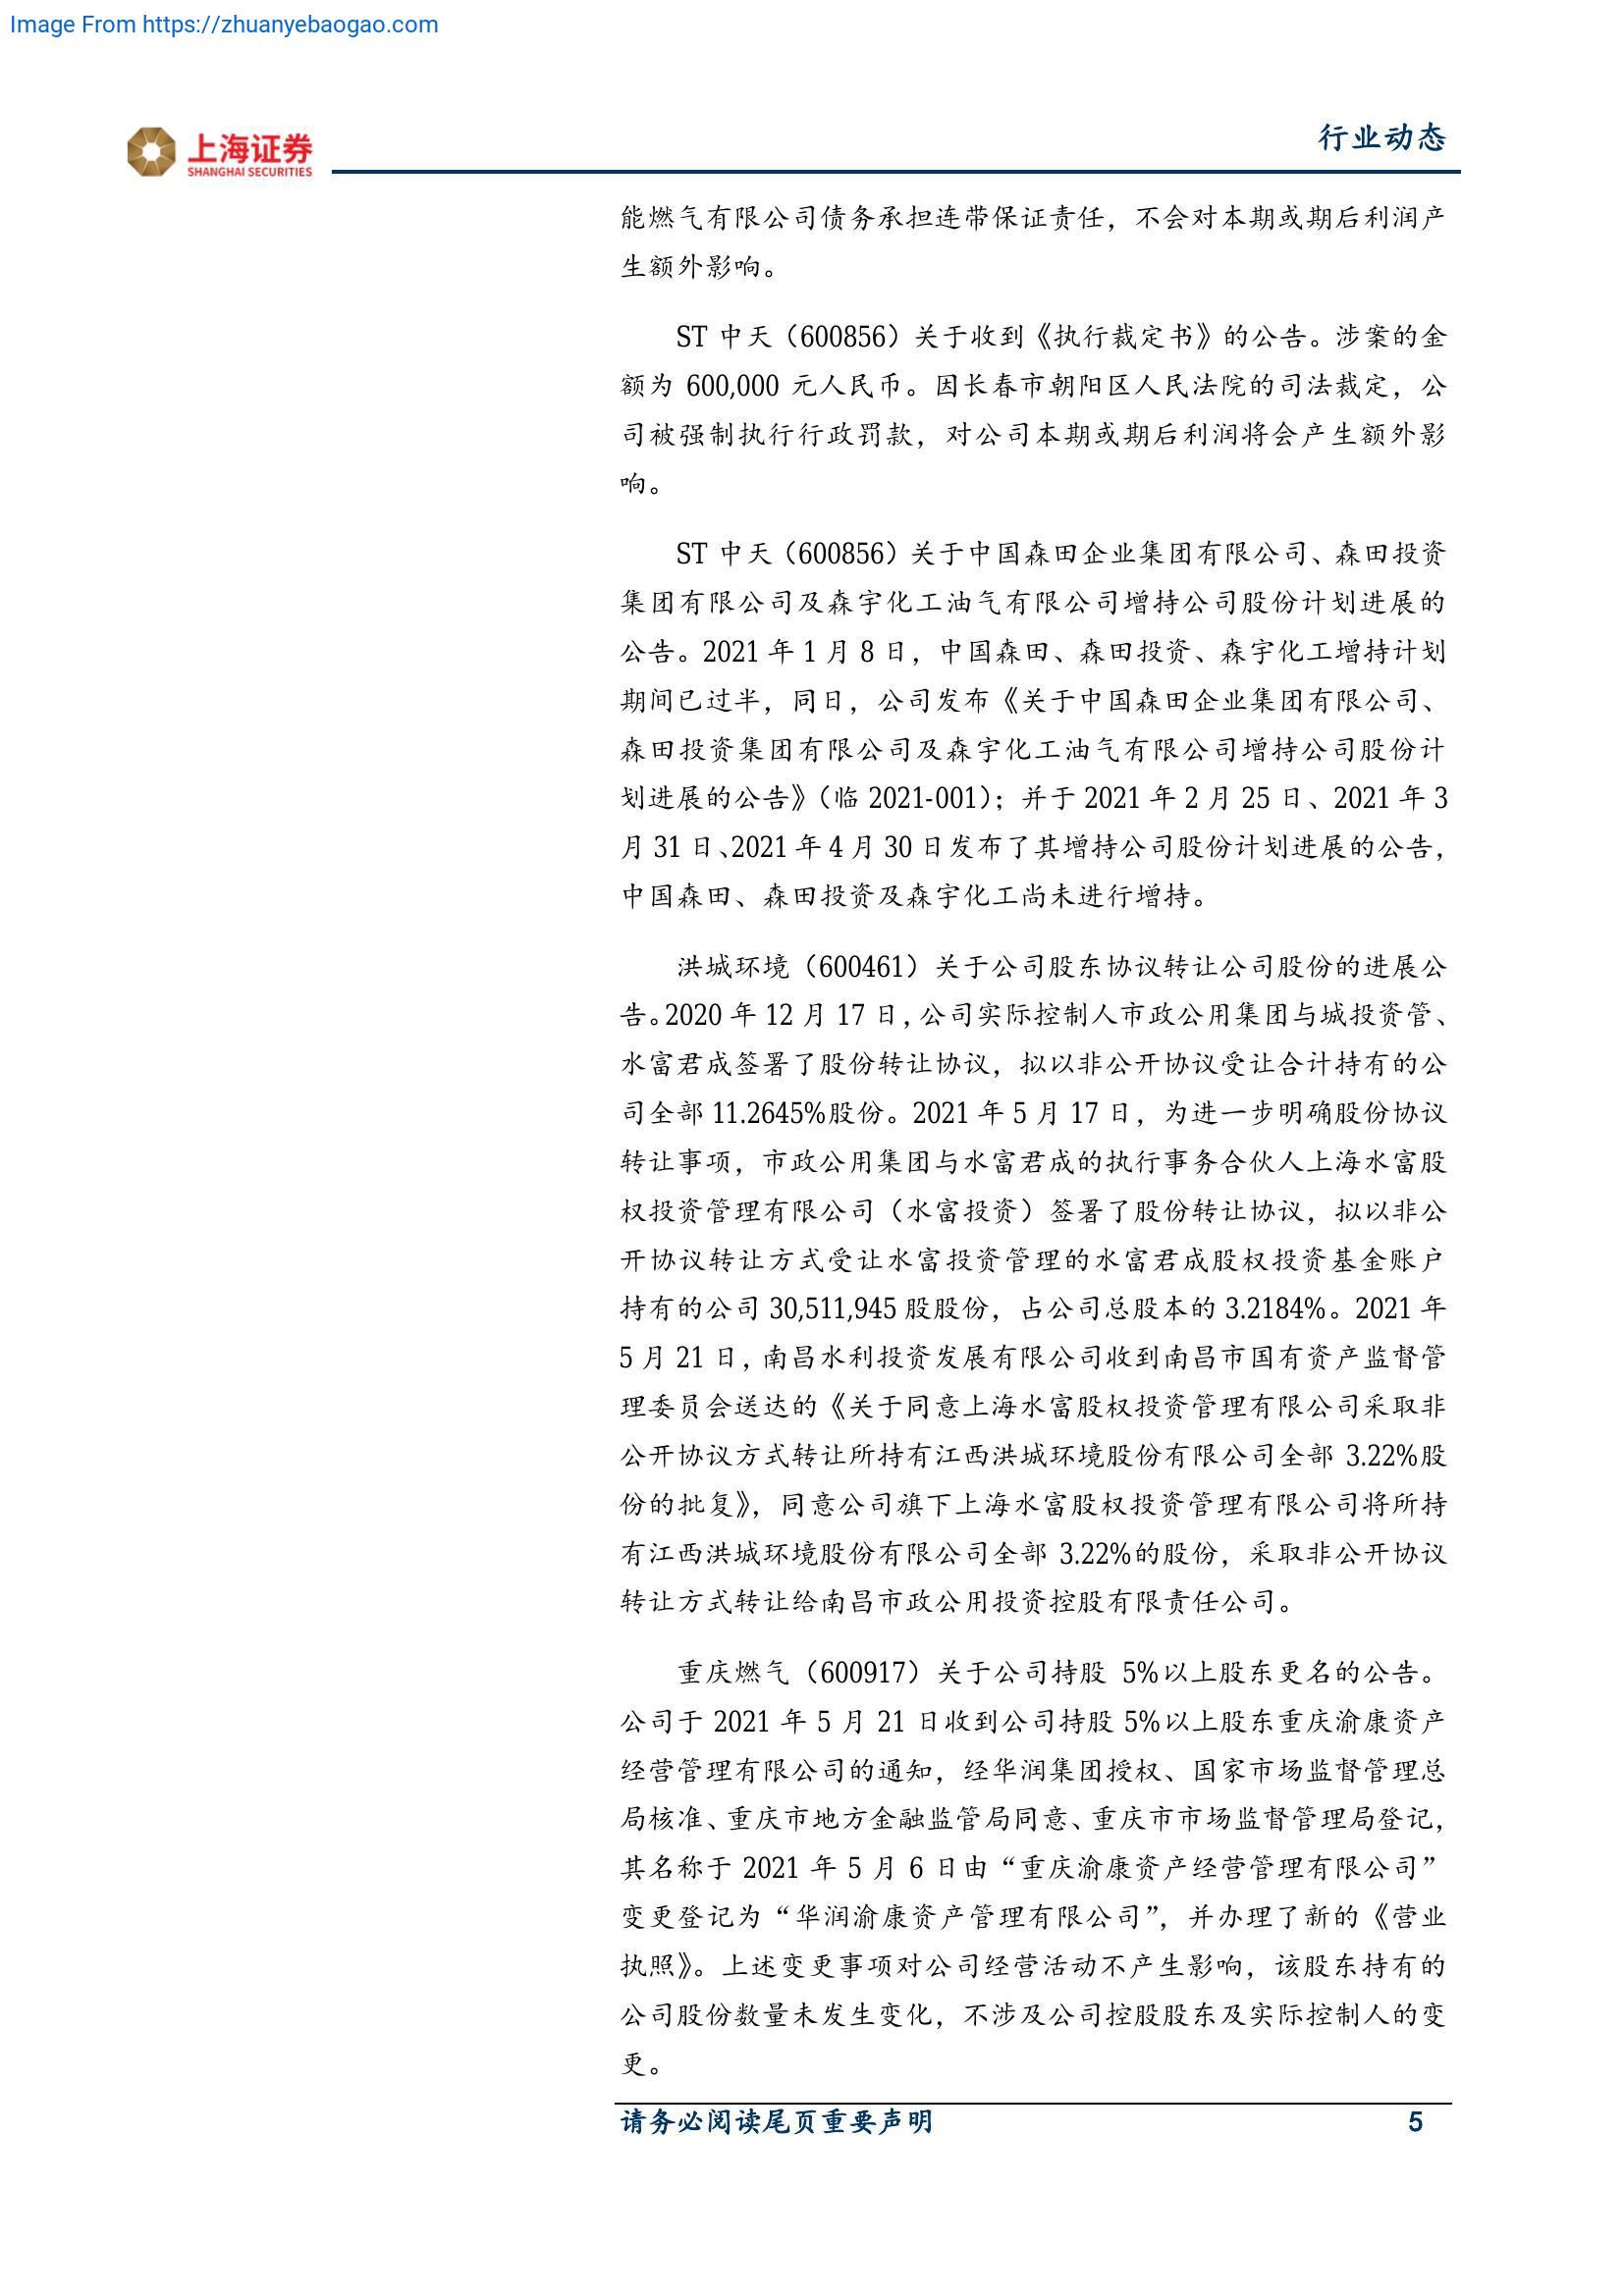 Image From https://zhuanyebaogao.com
上海证券
SHANGHAI SECURITIES
行业动态
能燃气有限公司债务承担连带保证责任，不会对本期或期后利润产
生额外影响。
ST 中天（600856）关于收到《执行裁定书》的公告。涉案的金
额为 600,000 元人民币。因长春市朝阳区人民法院的司法裁定，公
司被强制执行行政罚款，对公司本期或期后利润将会产生额外影
响。
ST 中天（600856）关于中国森田企业集团有限公司、森田投资
集团有限公司及森宇化工油气有限公司增持公司股份计划进展的
公告。2021 年 1 月 8 日，中国森田、森田投资、森宇化工增持计划
期间已过半，同日，公司发布《关于中国森田企业集团有限公司、
森田投资集团有限公司及森宇化工油气有限公司增持公司股份计
划进展的公告》（临 2021-001）；并于 2021 年 2 月 25 日、2021 年 3
月 31 日、2021 年 4 月 30 日发布了其增持公司股份计划进展的公告，
中国森田、森田投资及森宇化工尚未进行增持。
洪城环境（600461）关于公司股东协议转让公司股份的进展公
告。2020 年 12 月 17 日，公司实际控制人市政公用集团与城投资管、
水富君成签署了股份转让协议，拟以非公开协议受让合计持有的公
司全部 11.2645%股份。2021 年 5 月 17 日，为进一步明确股份协议
转让事项，市政公用集团与水富君成的执行事务合伙人上海水富股
权投资管理有限公司（水富投资）签署了股份转让协议，拟以非公
开协议转让方式受让水富投资管理的水富君成股权投资基金账户
持有的公司 30,511,945 股股份，占公司总股本的 3.2184%。2021 年
5 月 21 日，南昌水利投资发展有限公司收到南昌市国有资产监督管
理委员会送达的《关于同意上海水富股权投资管理有限公司采取非
公开协议方式转让所持有江西洪城环境股份有限公司全部 3.22%股
份的批复》，同意公司旗下上海水富股权投资管理有限公司将所持
有江西洪城环境股份有限公司全部 3.22%的股份，采取非公开协议
转让方式转让给南昌市政公用投资控股有限责任公司。
重庆燃气（600917）关于公司持股 5%以上股东更名的公告。
公司于 2021 年 5 月 21 日收到公司持股 5%以上股东重庆渝康资产
经营管理有限公司的通知，经华润集团授权、国家市场监督管理总
局核准、重庆市地方金融监管局同意、重庆市市场监督管理局登记，
其名称于 2021 年 5 月 6 日由“重庆渝康资产经营管理有限公司”
变更登记为“华润渝康资产管理有限公司”，并办理了新的《营业
执照》。上述变更事项对公司经营活动不产生影响，该股东持有的
公司股份数量未发生变化，不涉及公司控股股东及实际控制人的变
更。
请务必阅读尾页重要声明
5